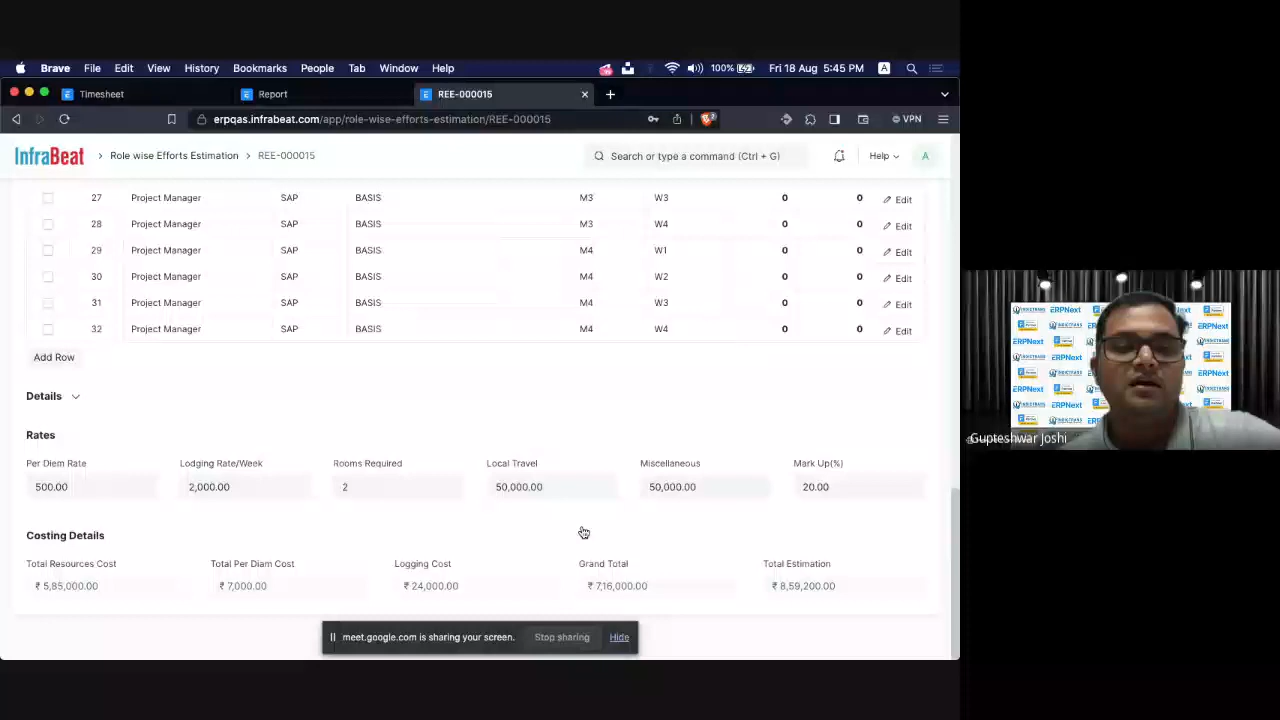 Brave File Edit View History Bookmarks People Tab Window Help 100% Fri 18 Aug 5:45 PM A
Timesheet Report REE-000015
erpqas.infrabeat.com/app/role-wise-efforts-estimation/REE-000015 2 VPN
InfraBeat Role wise Efforts Estimation REE-000015 Search or type a command (Ctrl + G) Help A
27 Project Manager SAP BASIS M3 W3 0 0 Edit
28 Project Manager SAP BASIS M3 W4 0 0 Edit
29 Project Manager SAP BASIS M4 W1 0 0 Edit
30 Project Manager SAP BASIS M4 W2 0 0 Edit
31 Project Manager SAP BASIS M4 W3 0 0 Edit
32 Project Manager SAP BASIS M4 W4 0 0 Edit
Add Row
Details
Rates
Per Diem Rate Lodging Rate/Week Rooms Required Local Travel Miscellaneous Mark Up(%)
500.00 2,000.00 2 50,000.00 50,000.00 20.00
Costing Details
Total Resources Cost Total Per Diam Cost Logging Cost Grand Total Total Estimation
₹ 5,85,000.00 ₹ 7,000.00 ₹ 24,000.00 ₹ 7,16,000.00 ₹ 8,59,200.00
meet.google.com is sharing your screen. Stop sharing Hide
ERPNext
Gupteshwar Joshi